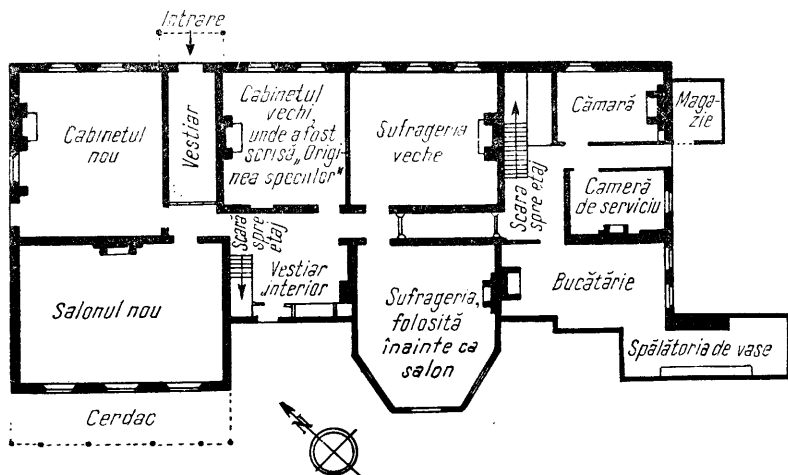 Intrare
Cabinetul
nou
Vestiar
Cabinetul
vechi,
unde a fost
scrisă „Origi-
nea speciilor"
Sufrageria
veche
Scara
spre etaj
Cămară
Maga-
zie
Cameră
de serviciu
Scară
spre
etaj
Vestiar
interior
Salonul nou
Sufrageria,
folosită
înainte ca
salon
Bucătărie
Spălătoria de vase
Cerdac
N